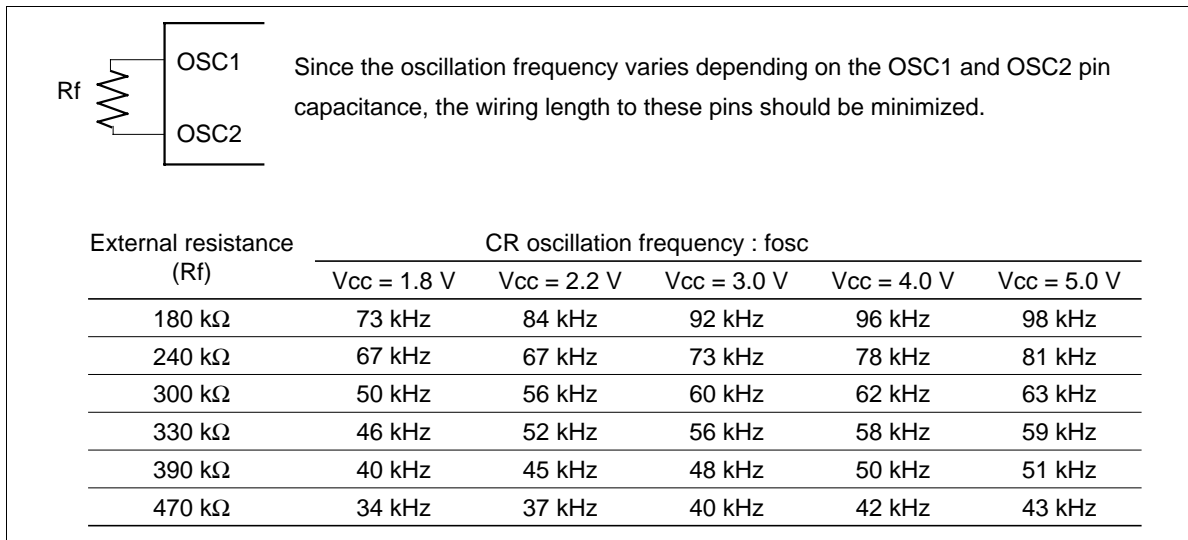 Rf
OSC1
OSC2
Since the oscillation frequency varies depending on the OSC1 and OSC2 pin
capacitance, the wiring length to these pins should be minimized.
External resistance
(Rf)
CR oscillation frequency : fosc
Vcc = 1.8 V Vcc = 2.2 V Vcc = 3.0 V Vcc = 4.0 V Vcc = 5.0 V
180 kΩ 73 kHz 84 kHz 92 kHz 96 kHz 98 kHz
240 kΩ 67 kHz 67 kHz 73 kHz 78 kHz 81 kHz
300 kΩ 50 kHz 56 kHz 60 kHz 62 kHz 63 kHz
330 kΩ 46 kHz 52 kHz 56 kHz 58 kHz 59 kHz
390 kΩ 40 kHz 45 kHz 48 kHz 50 kHz 51 kHz
470 kΩ 34 kHz 37 kHz 40 kHz 42 kHz 43 kHz